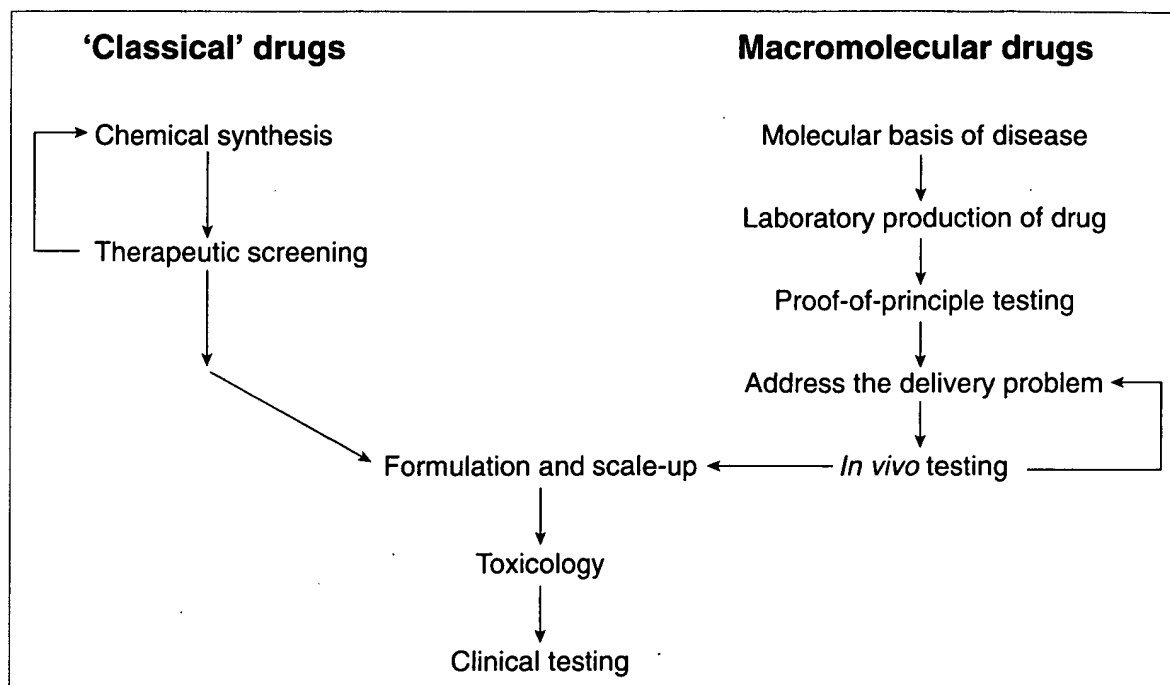 ‘Classical’ drugs
Chemical synthesis
Therapeutic screening
Macromolecular drugs
Molecular basis of disease
Laboratory production of drug
Proof-of-principle testing
Address the delivery problem
In vivo testing
Formulation and scale-up
Toxicology
Clinical testing